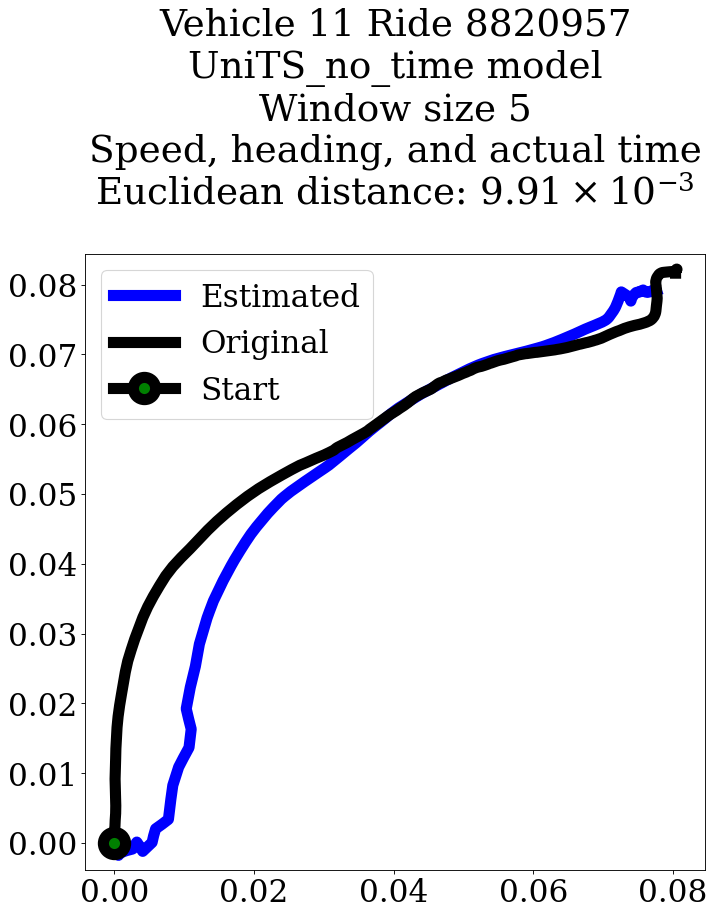 Vehicle 11 Ride 8820957
UniTS_no_time model
Window size 5
Speed, heading, and actual time
Euclidean distance: 9.91 × 10⁻³
Estimated
Original
Start
0.08
0.07
0.06
0.05
0.04
0.03
0.02
0.01
0.00
0.00 0.02 0.04 0.06 0.08